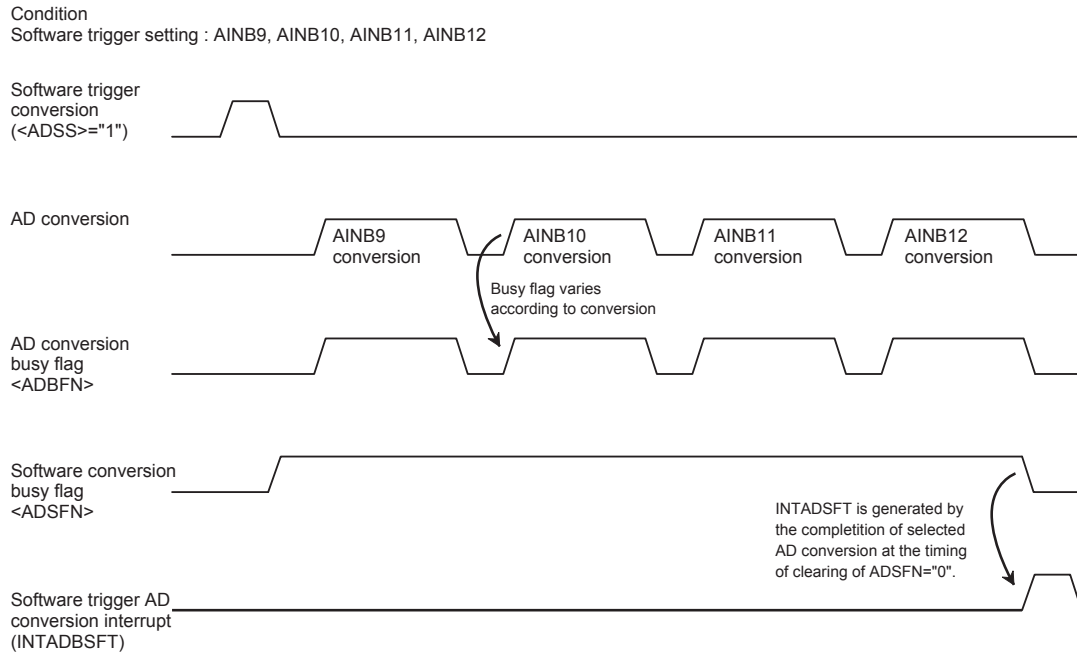 Condition
Software trigger setting : AINB9, AINB10, AINB11, AINB12
Software trigger
conversion
(<ADSS>="1")
AD conversion
AINB9
conversion
AINB10
conversion
AINB11
conversion
AINB12
conversion
Busy flag varies
according to conversion
AD conversion
busy flag
<ADBFN>
Software conversion
busy flag
<ADSFN>
INTADSFT is generated by
the completition of selected
AD conversion at the timing
of clearing of ADSFN="0".
Software trigger AD
conversion interrupt
(INTADBSFT)